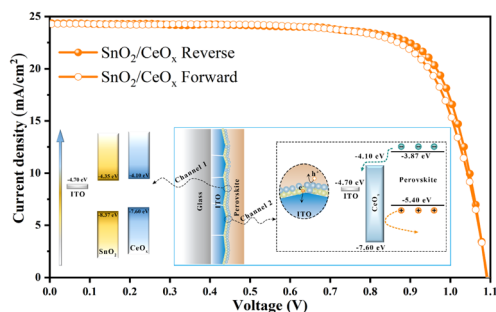 Current density (mA/cm²)
25
20
15
10
5
0
SnO₂/CeOₓ Reverse
SnO₂/CeOₓ Forward
-4.70 eV
ITO
-4.35 eV
-4.10 eV
-8.37 eV
-7.60 eV
SnO₂
CeOₓ
Channel 1
Glass
ITO
Perovskite
Channel 2
h⁺
e⁻
ITO
-4.70 eV
ITO
-4.10 eV
CeOₓ
-7.60 eV
-3.87 eV
Perovskite
-5.40 eV
0.0 0.1 0.2 0.3 0.4 0.5 0.6 0.7 0.8 0.9 1.0 1.1
Voltage (V)